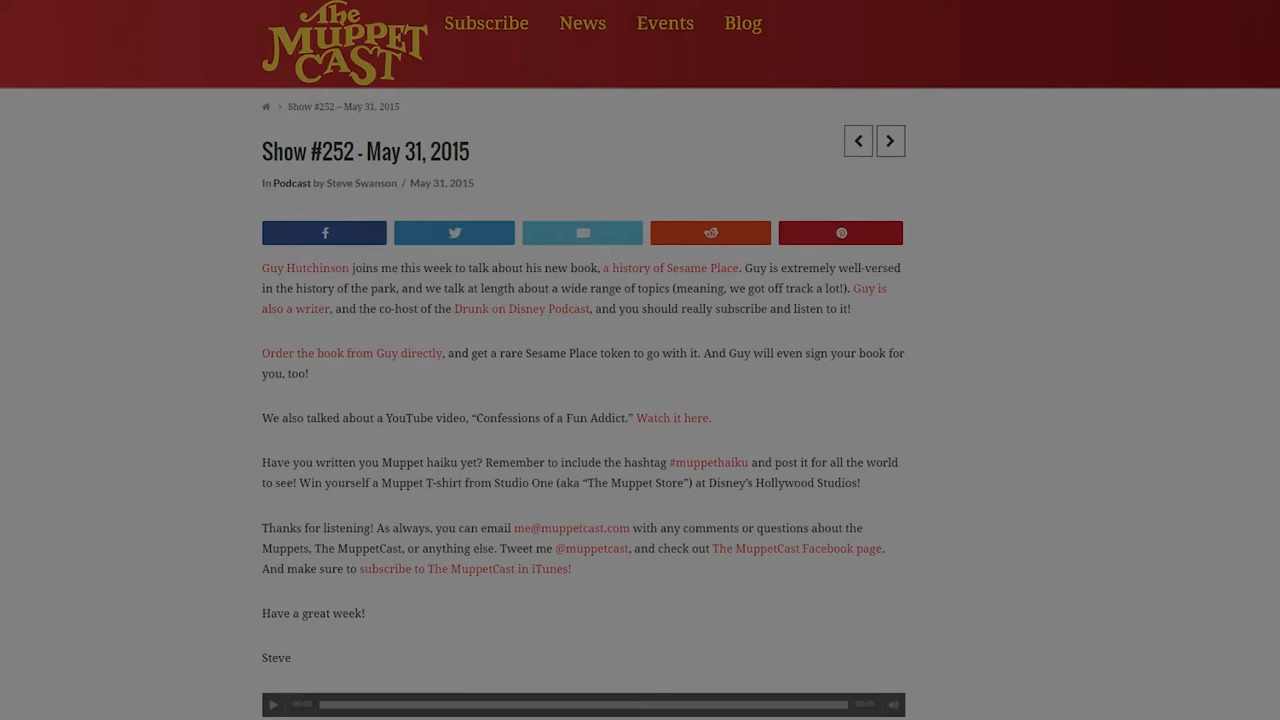 The
MUPPET
CAST
Subscribe News Events Blog
Show #252 – May 31, 2015
Show #252 - May 31, 2015
In Podcast by Steve Swanson / May 31, 2015
Guy Hutchinson joins me this week to talk about his new book, a history of Sesame Place. Guy is extremely well-versed
in the history of the park, and we talk at length about a wide range of topics (meaning, we got off track a lot!). Guy is
also a writer, and the co-host of the Drunk on Disney Podcast, and you should really subscribe and listen to it!
Order the book from Guy directly, and get a rare Sesame Place token to go with it. And Guy will even sign your book for
you, too!
We also talked about a YouTube video, “Confessions of a Fun Addict.” Watch it here.
Have you written you Muppet haiku yet? Remember to include the hashtag #muppethaiku and post it for all the world
to see! Win yourself a Muppet T-shirt from Studio One (aka “The Muppet Store”) at Disney’s Hollywood Studios!
Thanks for listening! As always, you can email me@muppetcast.com with any comments or questions about the
Muppets, The MuppetCast, or anything else. Tweet me @muppetcast, and check out The MuppetCast Facebook page.
And make sure to subscribe to The MuppetCast in iTunes!
Have a great week!
Steve
00:00 00:00